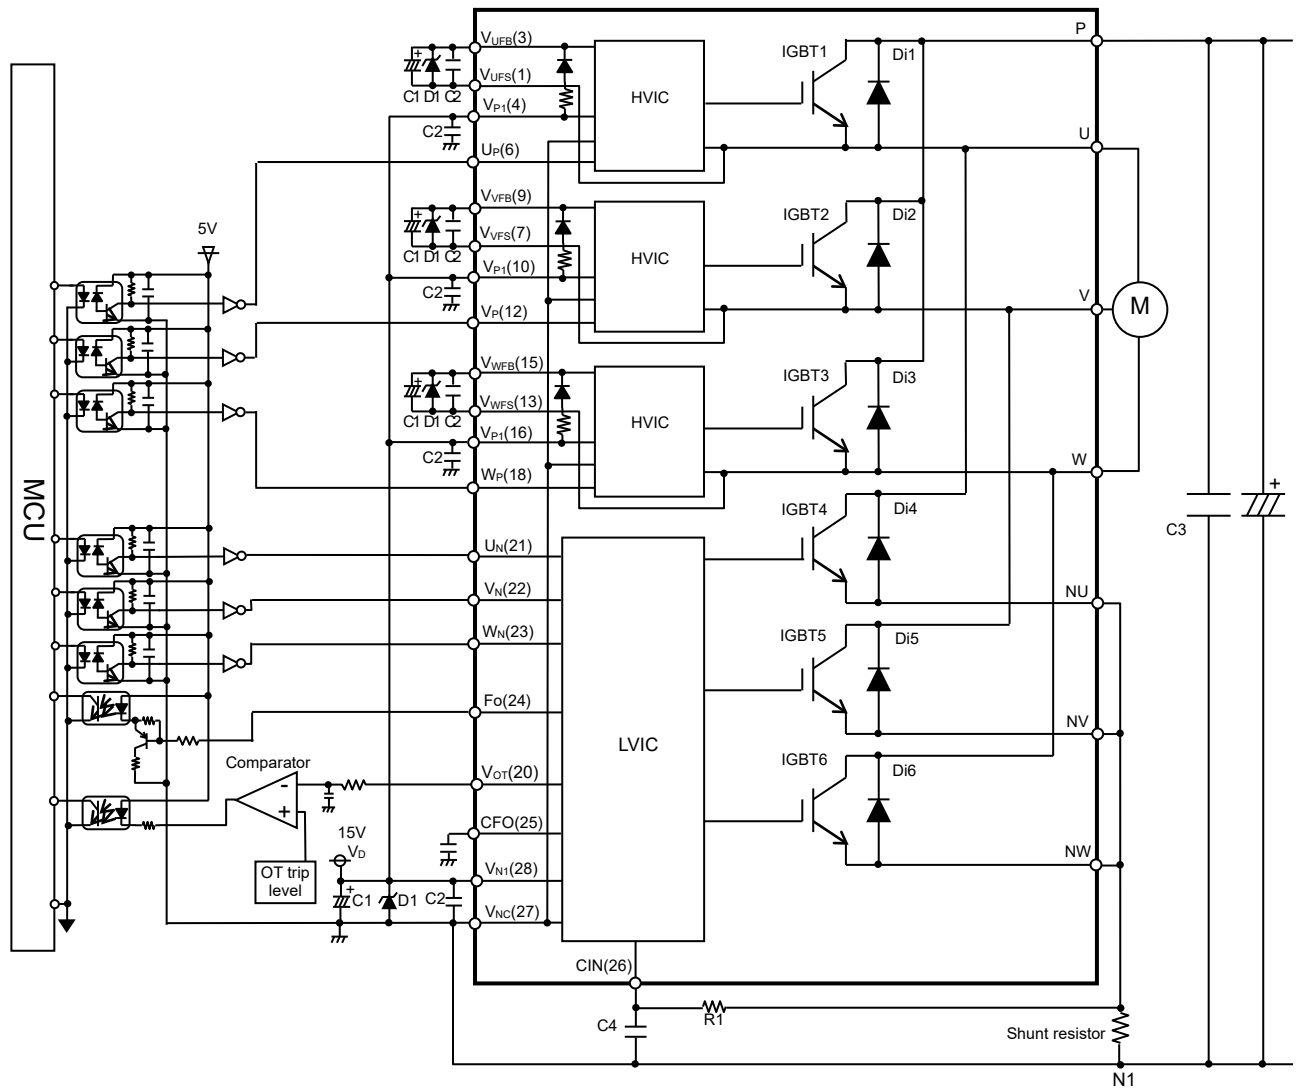 P
VUFB(3)
IGBT1
Di1
VUFS(1)
C1 D1 C2
HVIC
VP1(4)
C2
U
UP(6)
VVFB(9)
IGBT2
Di2
5V
VVFS(7)
C1 D1 C2
HVIC
VP1(10)
C2
V
M
VP(12)
VWFB(15)
IGBT3
Di3
VWFS(13)
C1 D1 C2
HVIC
VP1(16)
C2
W
WP(18)
MCU
+
IGBT4
Di4
C3
UN(21)
VN(22)
NU
WN(23)
IGBT5
Di5
Fo(24)
NV
LVIC
Comparator
IGBT6
Di6
VOT(20)
-
+
CFO(25)
15V
VD
NW
OT trip
level
VN1(28)
+
C1
D1
C2
VNC(27)
CIN(26)
C4
R1
Shunt resistor
N1